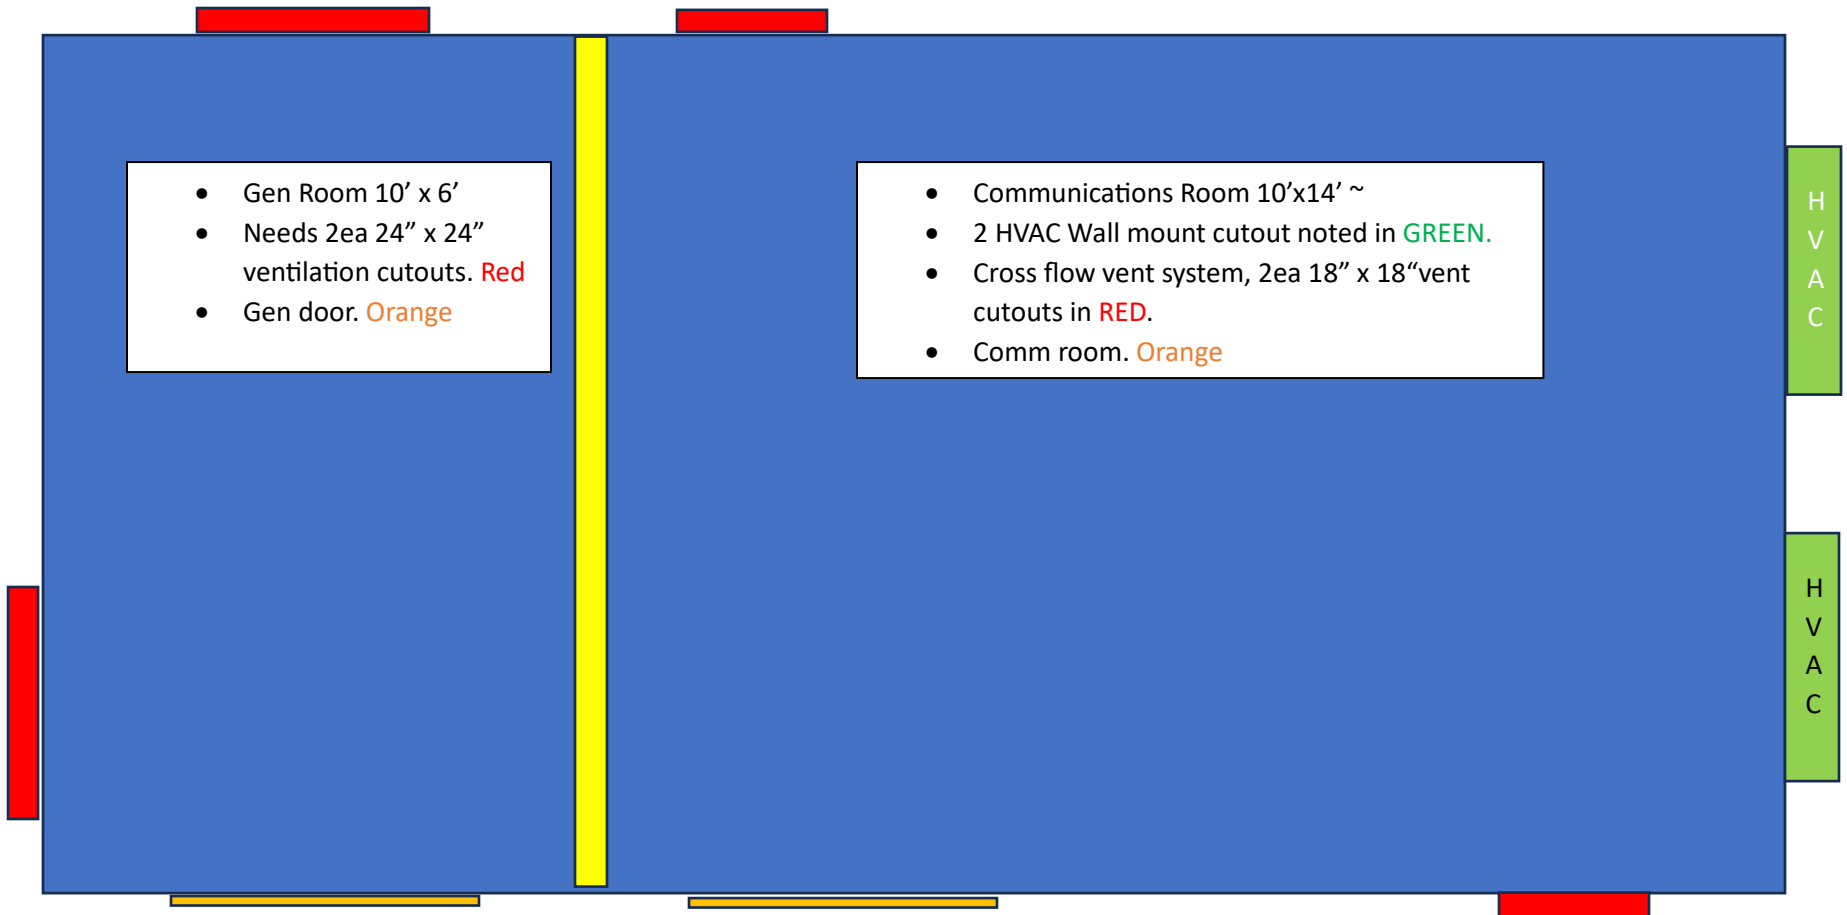 • Gen Room 10’ x 6’
• Needs 2ea 24” x 24”
ventilation cutouts. Red
• Gen door. Orange
• Communications Room 10’x14’ ~
• 2 HVAC Wall mount cutout noted in GREEN.
• Cross flow vent system, 2ea 18” x 18“vent
cutouts in RED.
• Comm room. Orange
H
V
A
C
H
V
A
C